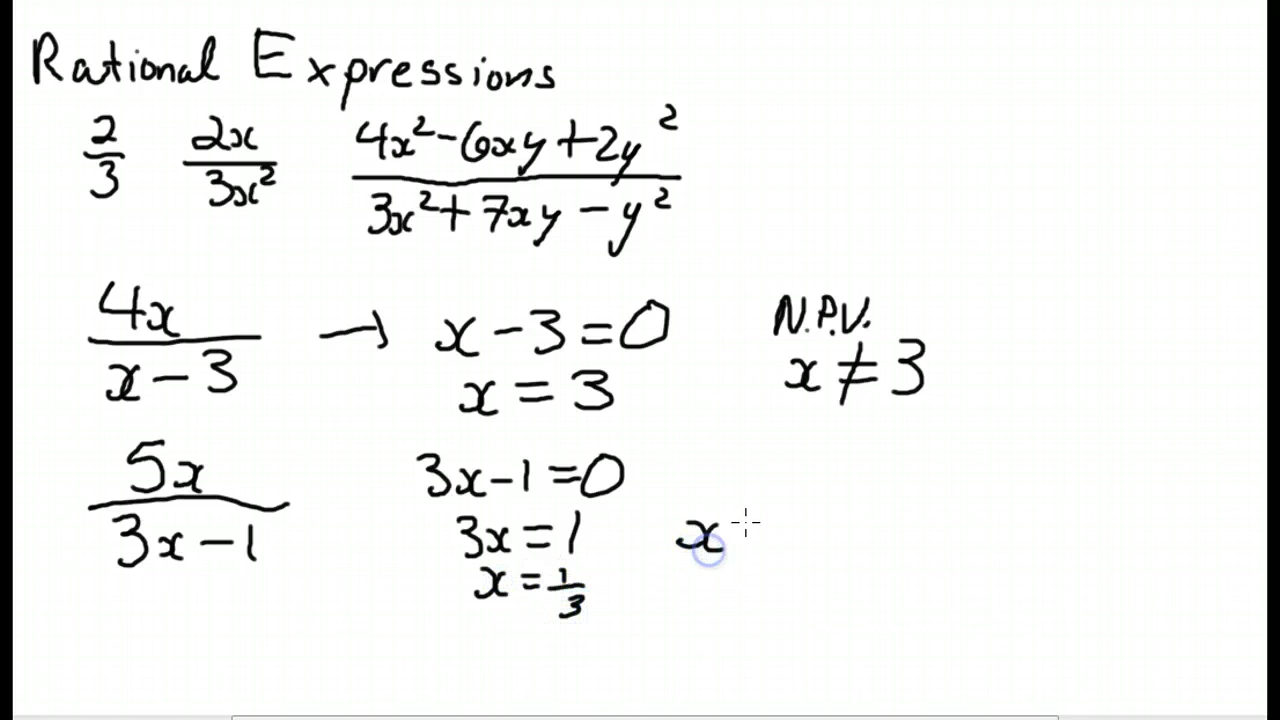 Rational Expressions
2/3 2x/3x² (4x²-6xy+2y²)/(3x²+7xy-y²)
4x/(x-3) → x-3=0 N.P.V.
x=3 x≠3
5x/(3x-1) 3x-1=0
3x=1 x
x=1/3